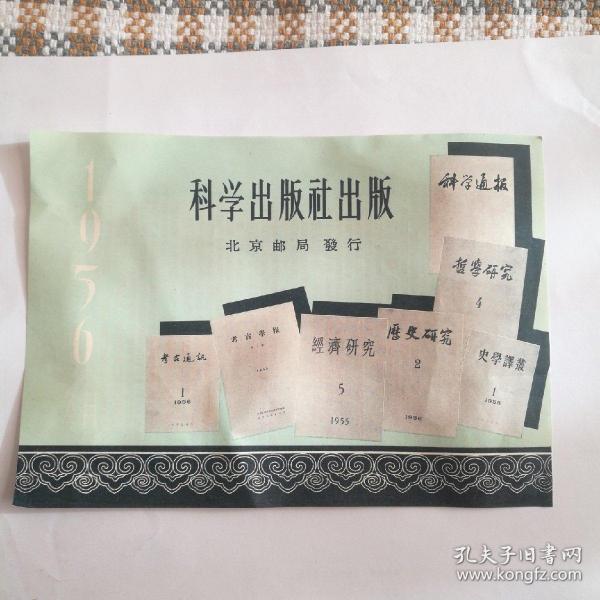 1956
科学出版社出版
北京邮局 發行
科学通报
哲學研究
4
考古通訊
1
1956
考古學報
經濟研究
5
1955
歷史研究
2
1956
史學譯叢
1
1956
孔夫子旧书网
www.kongfz.com